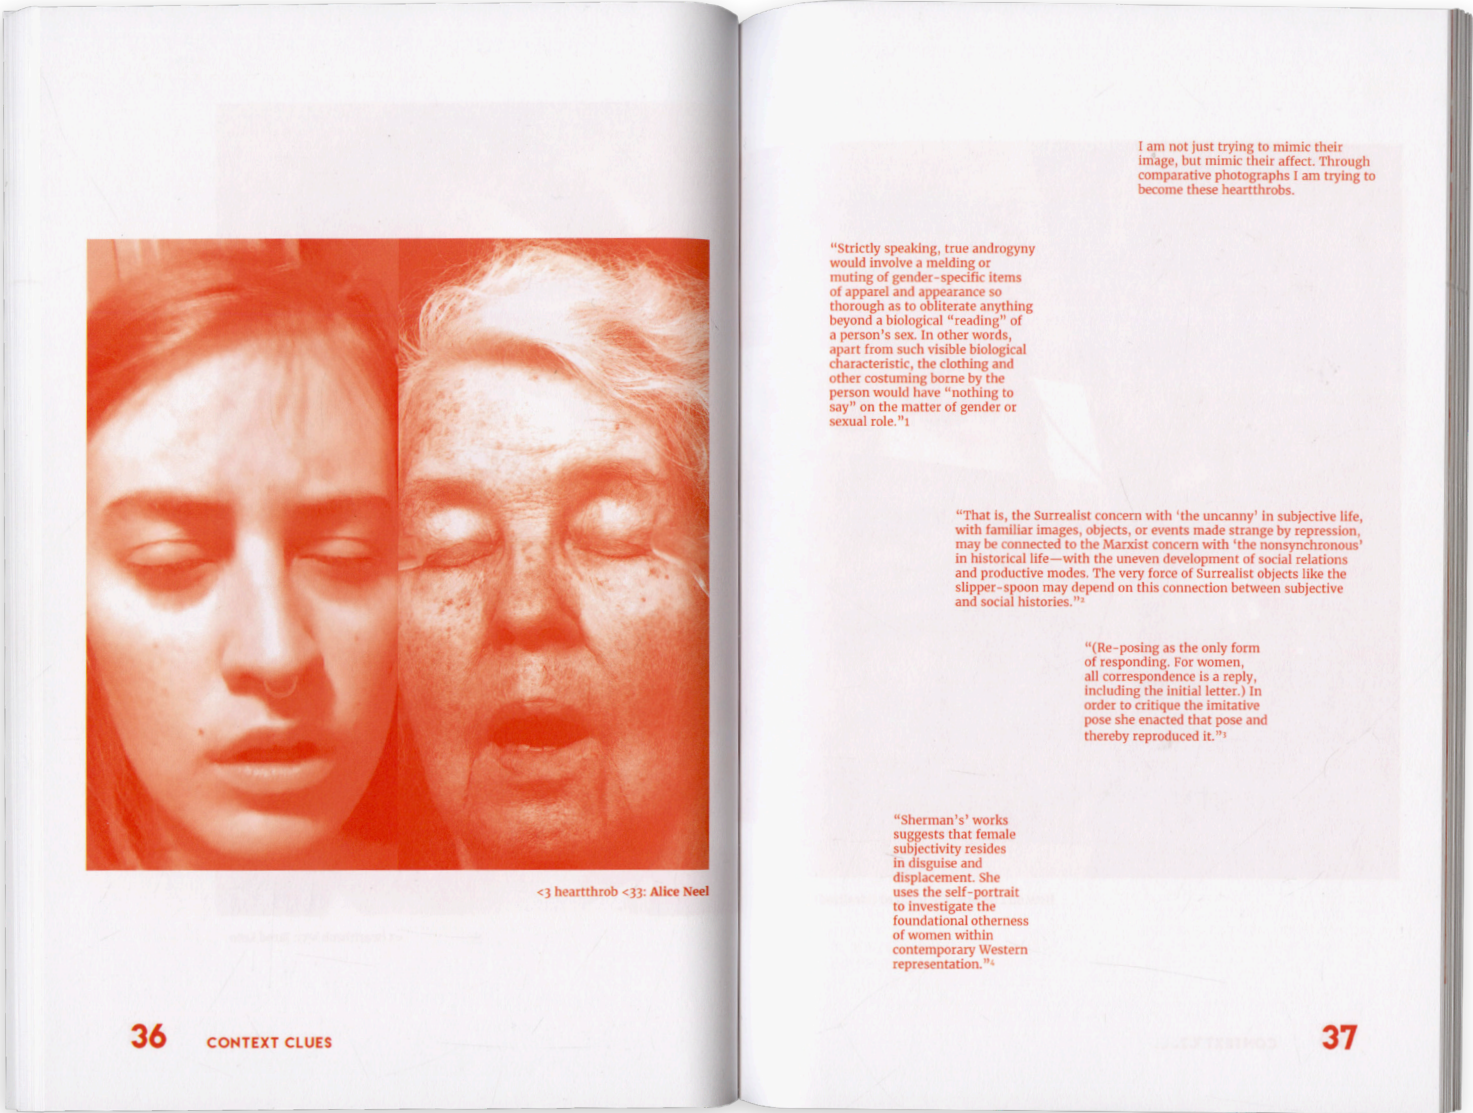 <3 heartthrob <33: Alice Neel
36 CONTEXT CLUES
I am not just trying to mimic their
image, but mimic their affect. Through
comparative photographs I am trying to
become these heartthrobs.
“Strictly speaking, true androgyny
would involve a melding or
muting of gender-specific items
of apparel and appearance so
thorough as to obliterate anything
beyond a biological “reading” of
a person’s sex. In other words,
apart from such visible biological
characteristic, the clothing and
other costuming borne by the
person would have “nothing to
say” on the matter of gender or
sexual role.”1
“That is, the Surrealist concern with ‘the uncanny’ in subjective life,
with familiar images, objects, or events made strange by repression,
may be connected to the Marxist concern with ‘the nonsynchronous’
in historical life—with the uneven development of social relations
and productive modes. The very force of Surrealist objects like the
slipper-spoon may depend on this connection between subjective
and social histories.”²
“(Re-posing as the only form
of responding. For women,
all correspondence is a reply,
including the initial letter.) In
order to critique the imitative
pose she enacted that pose and
thereby reproduced it.”³
“Sherman’s’ works
suggests that female
subjectivity resides
in disguise and
displacement. She
uses the self-portrait
to investigate the
foundational otherness
of women within
contemporary Western
representation.”⁴
37